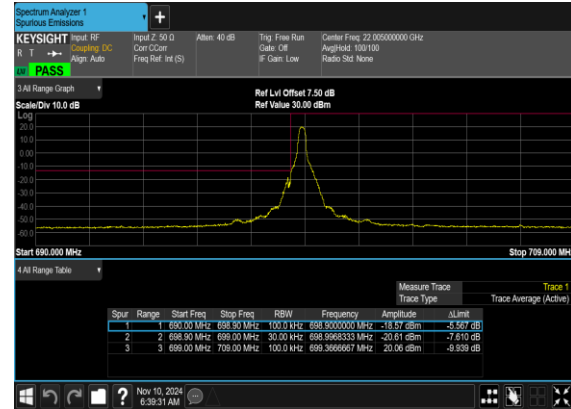 Spectrum Analyzer 1
Spurious Emissions
+
KEYSIGHT Input: RF Input Z: 50 Ω Atten: 40 dB Trig: Free Run Center Freq: 22.005000000 GHz
R T Coupling: DC Corr CCorr Gate: Off Avg|Hold: 100/100
Align: Auto Freq Ref: Int (S) IF Gain: Low Radio Std: None
PASS
3 All Range Graph
Ref Lvl Offset 7.50 dB
Scale/Div 10.0 dB Ref Value 30.00 dBm
Log
20.0
10.0
0.00
-10.0
-20.0
-30.0
-40.0
-50.0
-60.0
Start 690.000 MHz Stop 709.000 MH
4 All Range Table
Measure Trace Trace 1
Trace Type Trace Average (Active)
Spur Range Start Freq Stop Freq RBW Frequency Amplitude ΔLimit
1 1 690.00 MHz 698.90 MHz 100.0 kHz 698.9000000 MHz -18.57 dBm -5.567 dB
2 2 698.90 MHz 699.00 MHz 30.00 kHz 698.9968333 MHz -20.61 dBm -7.610 dB
3 3 699.00 MHz 709.00 MHz 100.0 kHz 699.3666667 MHz 20.06 dBm -9.939 dB
?
Nov 10, 2024
6:39:31 AM